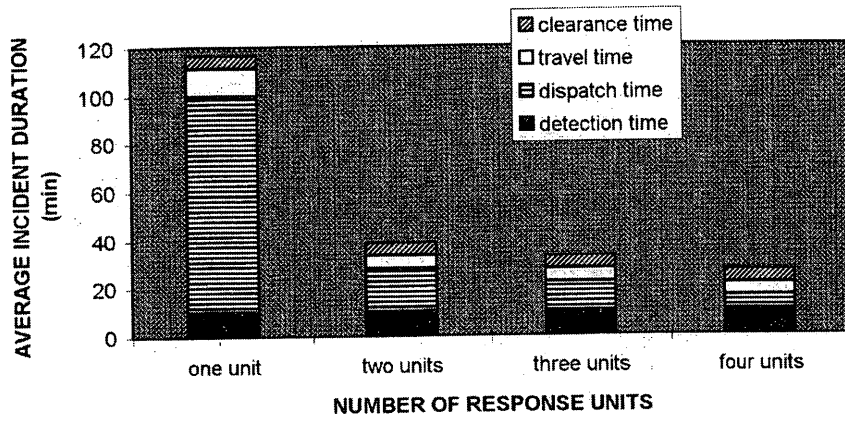 clearance time
travel time
dispatch time
detection time
AVERAGE INCIDENT DURATION
(min)
120
100
80
60
40
20
0
one unit
two units
three units
four units
NUMBER OF RESPONSE UNITS